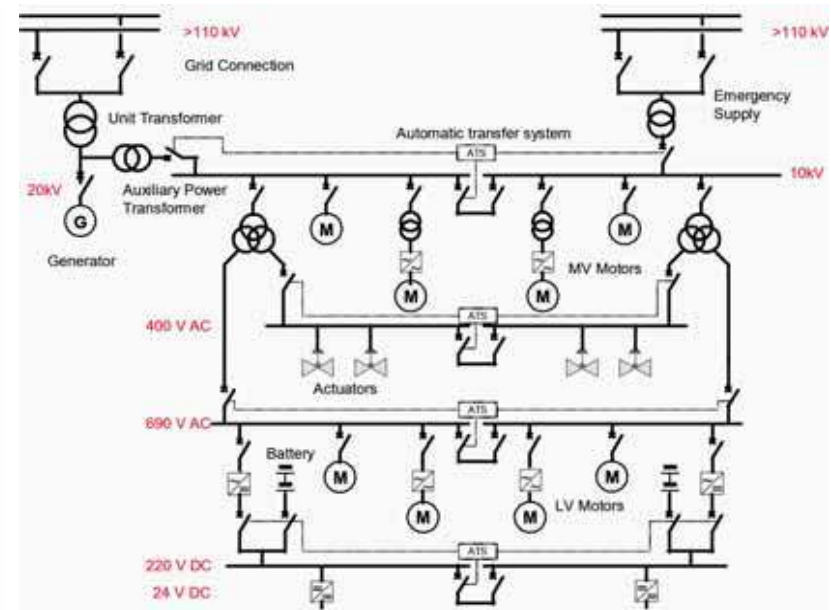 >110 kV
>110 kV
Grid Connection
Emergency
Supply
Unit Transformer
Automatic transfer system
ATS
10kV
20kV
Auxiliary Power
Transformer
G
M
M
Generator
MV Motors
M
M
ATS
400 V AC
Actuators
ATS
690 V AC
Battery
M
M
LV Motors
M
M
ATS
220 V DC
24 V DC